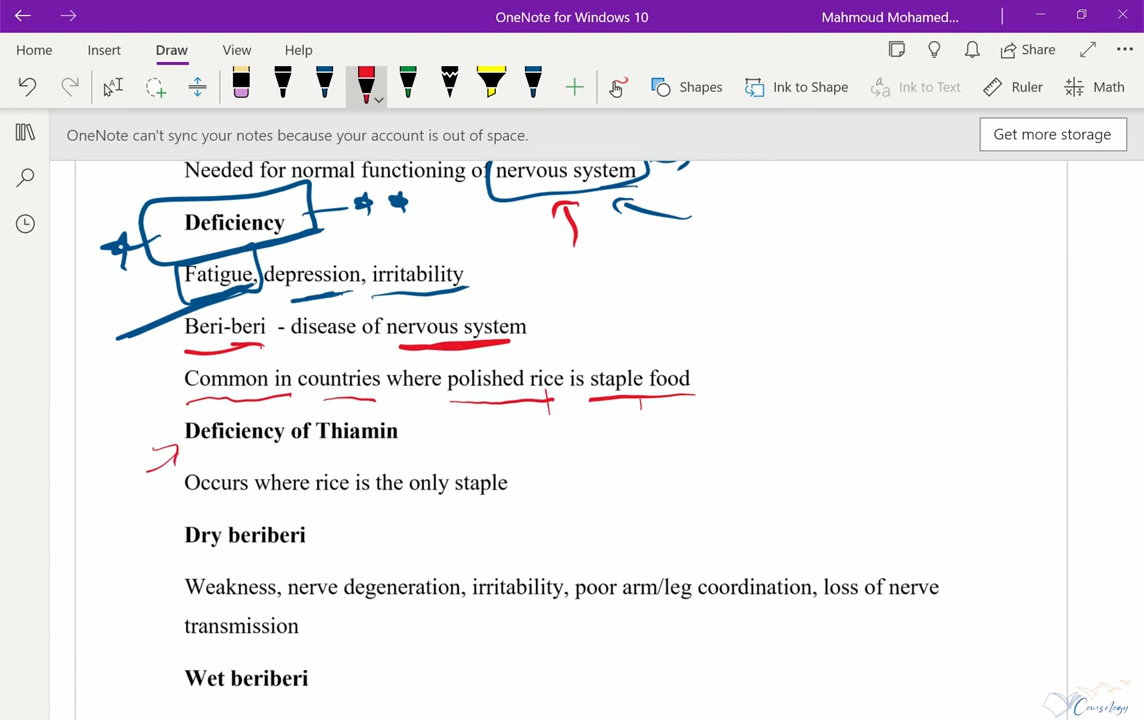 OneNote for Windows 10
Mahmoud Mohamed...
Home Insert Draw View Help
Share
Shapes Ink to Shape Ink to Text Ruler Math
OneNote can't sync your notes because your account is out of space.
Get more storage
Needed for normal functioning of nervous system
Deficiency
Fatigue, depression, irritability
Beri-beri - disease of nervous system
Common in countries where polished rice is staple food
Deficiency of Thiamin
Occurs where rice is the only staple
Dry beriberi
Weakness, nerve degeneration, irritability, poor arm/leg coordination, loss of nerve
transmission
Wet beriberi
Courology